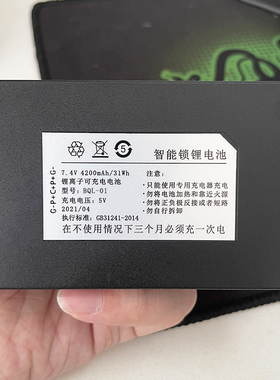 5
智能锁锂电池
7.4V 4200mAh/31Wh
锂离子可充电电池
型号：BQL-01
充电电压：5V
2021/04
执行标准：GB31241-2014
注意：
·只能使用专用充电器充电
·勿将电池加热和靠近火源
·勿将正负极反接或者短路
·勿自行拆卸
在不使用情况下三个月必须充一次电
G-P+C+P+G-